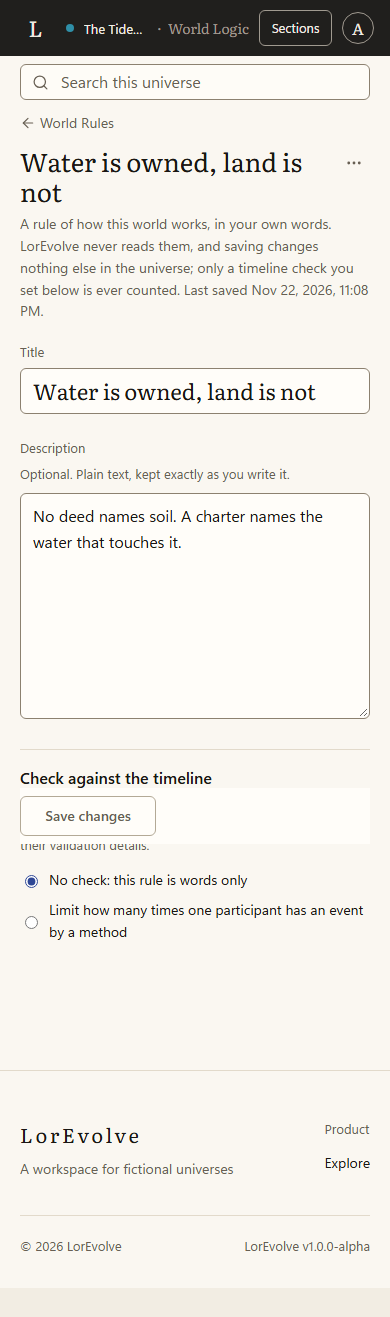 L The Tide... · World Logic Sections A
Search this universe
← World Rules
Water is owned, land is
not
A rule of how this world works, in your own words.
LorEvolve never reads them, and saving changes
nothing else in the universe; only a timeline check you
set below is ever counted. Last saved Nov 22, 2026, 11:08
PM.
Title
Water is owned, land is not
Description
Optional. Plain text, kept exactly as you write it.
No deed names soil. A charter names the
water that touches it.
Check against the timeline
Save changes
their validation details.
No check: this rule is words only
Limit how many times one participant has an event
by a method
LorEvolve
Product
A workspace for fictional universes
Explore
© 2026 LorEvolve
LorEvolve v1.0.0-alpha